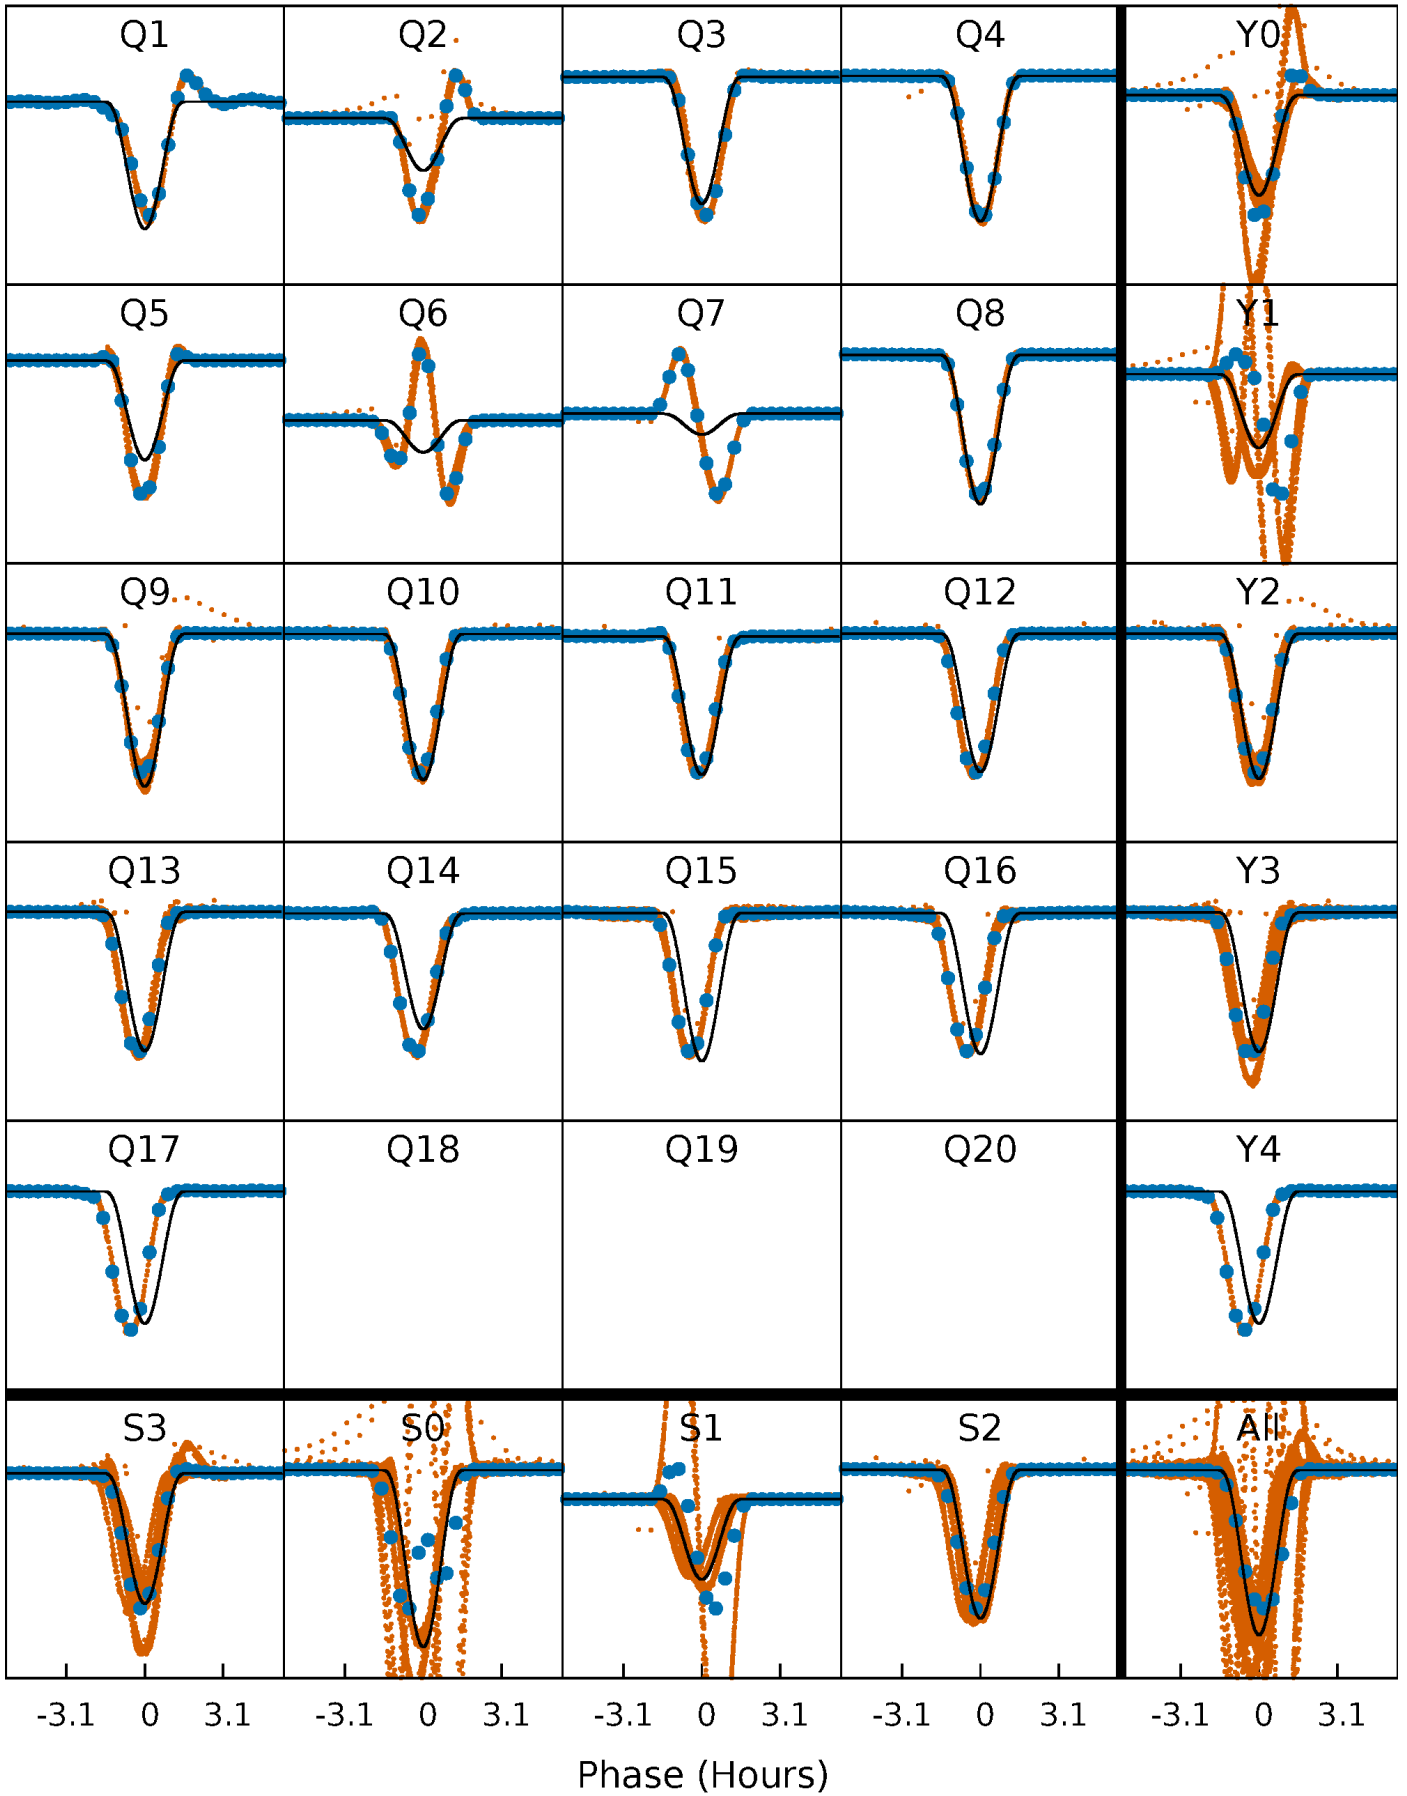 Q1 Q2 Q3 Q4 Y0
Q5 Q6 Q7 Q8 Y1
Q9 Q10 Q11 Q12 Y2
Q13 Q14 Q15 Q16 Y3
Q17 Q18 Q19 Q20 Y4
S3 S0 S1 S2 All
-3.1 0 3.1 -3.1 0 3.1 -3.1 0 3.1 -3.1 0 3.1 -3.1 0 3.1
Phase (Hours)